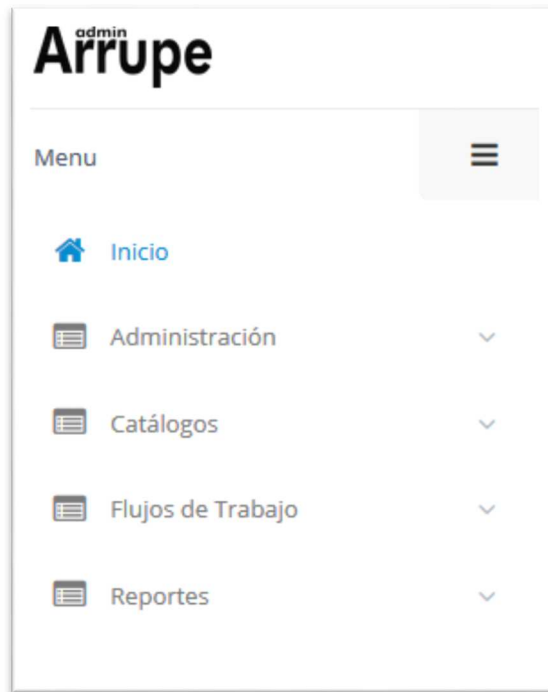 admin
Arrupe
Menu
Inicio
Administración
Catálogos
Flujos de Trabajo
Reportes